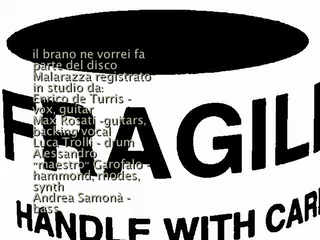 il brano ne vorrei fa
parte del disco
Malarazza registrato
in studio da:
Enrico de Turris -
vox, guitar
Max Rosati -guitars,
backing vocal
Luca Trolli - drum
Alessandro
"maestro" Garofalo -
hammond, rhodes,
synth
Andrea Samonà -
bass
FRAGIL
HANDLE WITH CAR